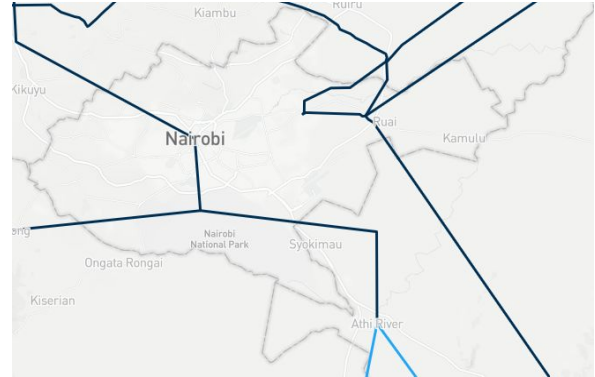 Kiambu
Ruiru
Kikuyu
Nairobi
Ruai
Kamulu
Nairobi
National Park
Syokimau
Ongata Rongai
Kiserian
Athi River